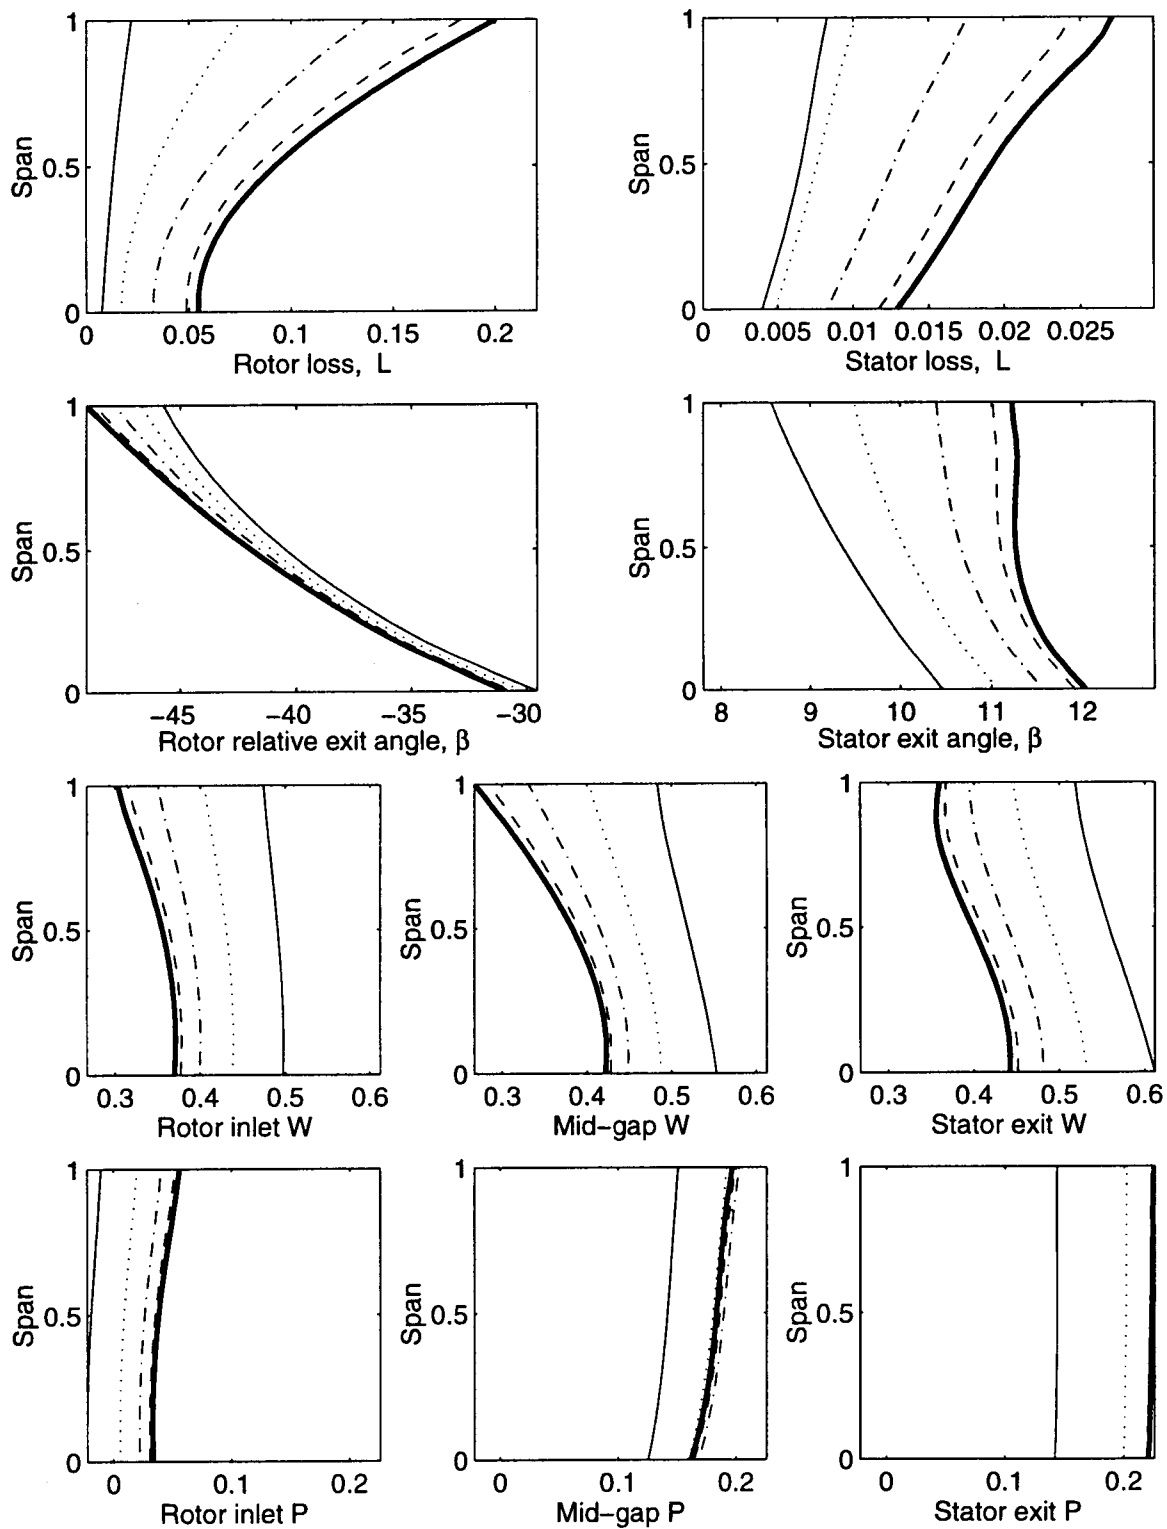 1
Span
0.5
0
0 0.05 0.1 0.15 0.2
Rotor loss, L
1
Span
0.5
0
0 0.005 0.01 0.015 0.02 0.025
Stator loss, L
1
Span
0.5
0
−45 −40 −35 −30
Rotor relative exit angle, β
1
Span
0.5
0
8 9 10 11 12
Stator exit angle, β
1
Span
0.5
0
0.3 0.4 0.5 0.6
Rotor inlet W
1
Span
0.5
0
0.3 0.4 0.5 0.6
Mid−gap W
1
Span
0.5
0
0.3 0.4 0.5 0.6
Stator exit W
1
Span
0.5
0
0 0.1 0.2
Rotor inlet P
1
Span
0.5
0
0 0.1 0.2
Mid−gap P
1
Span
0.5
0
0 0.1 0.2
Stator exit P